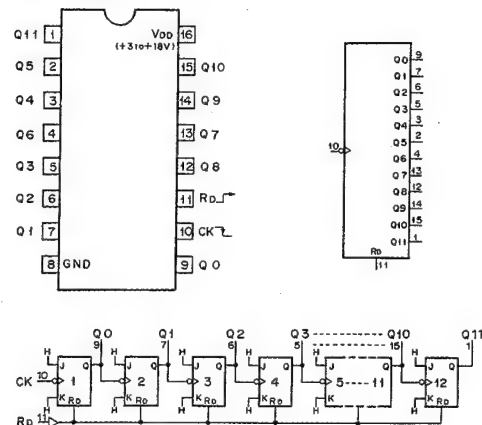 Q11 1 VDD 16
(+3TO+18V)
Q5 2 15 Q10
Q4 3 14 Q9
Q6 4 13 Q7
Q3 5 12 Q8
Q2 6 11 RD
Q1 7 10 CK
8 GND 9 Q0
Q0 9
Q1 7
Q2 6
Q3 5
Q4 3
10 Q5 2
Q6 4
Q7 13
Q8 12
Q9 14
Q10 15
Q11 1
RD
11
Q0 Q1 Q2 Q3 Q10 Q11
H 9 H 7 H 6 H 5 H 15 H 1
J Q J Q J Q J Q J Q J Q
CK 10 1 2 3 4 5 11 12
K RD K RD K RD K RD K RD K RD
H H H H H H
RD 11